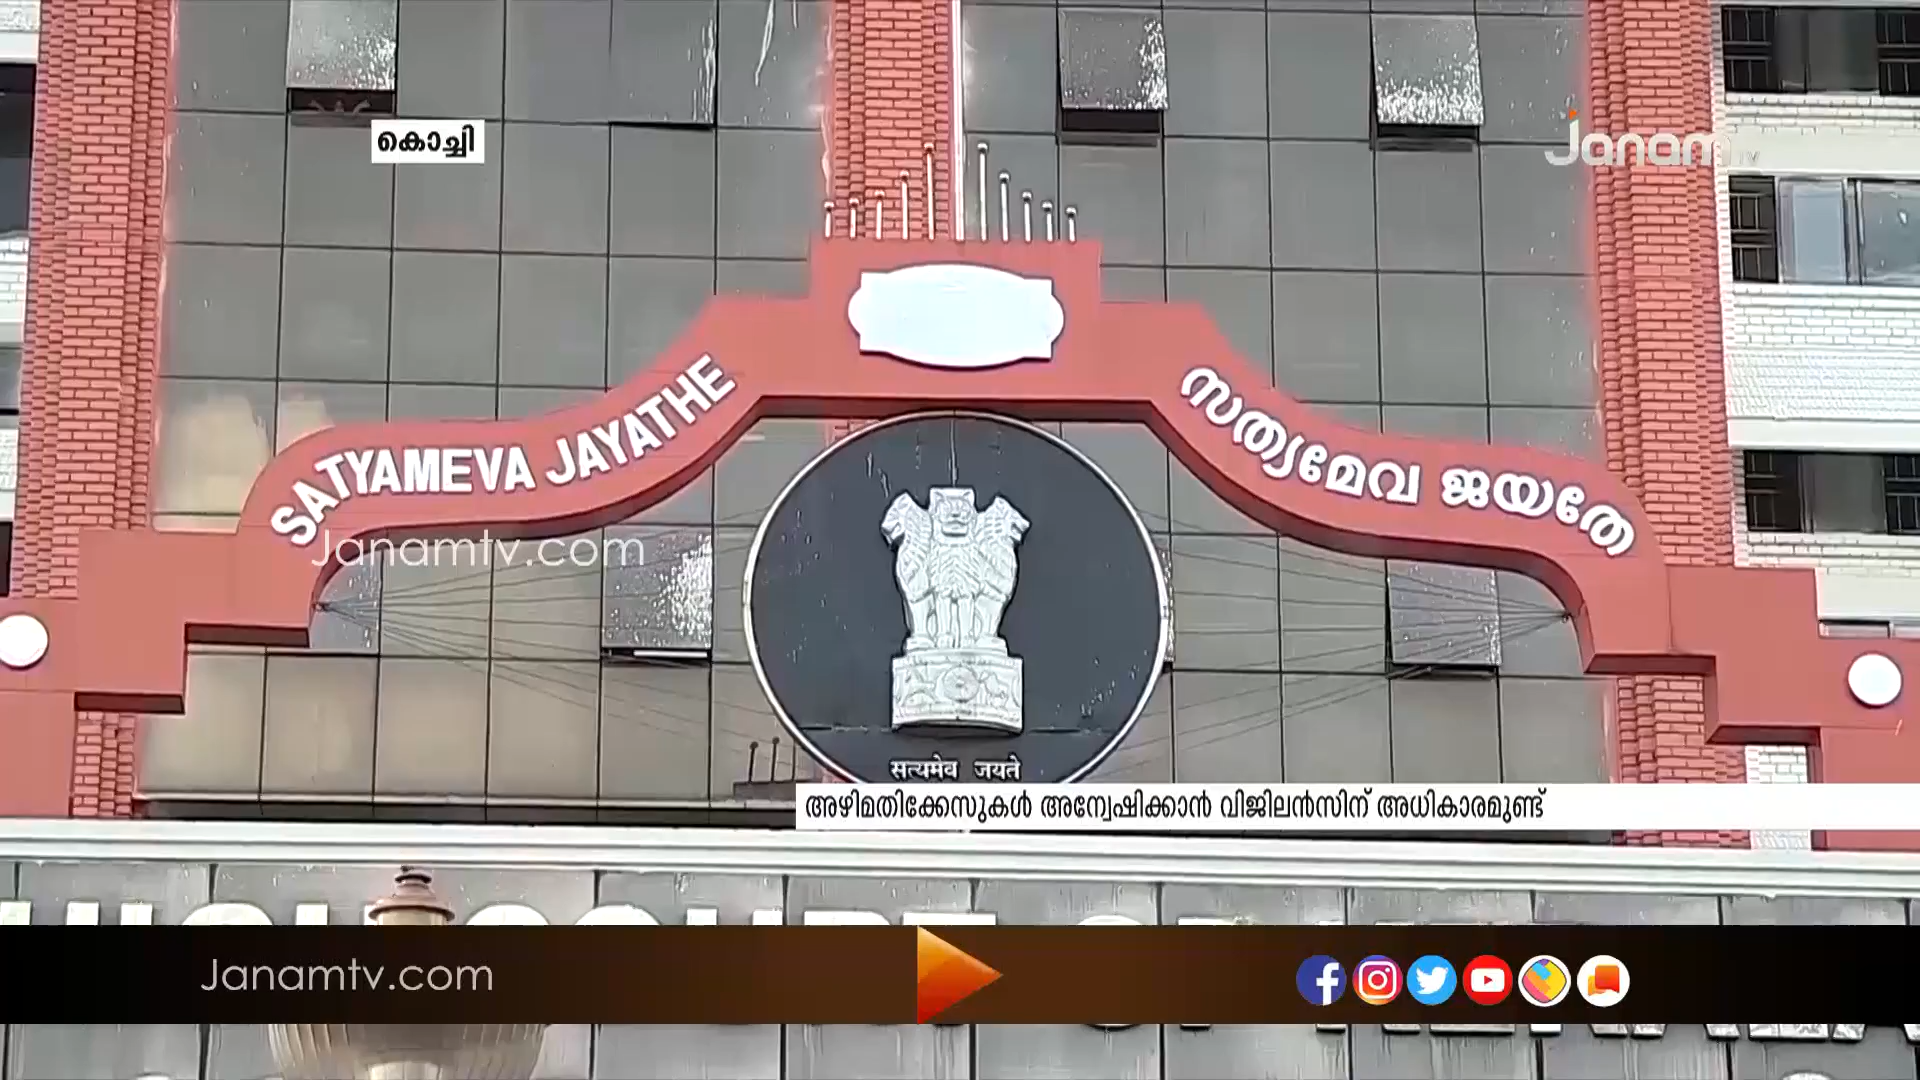 കൊച്ചി
Janam TV
SATYAMEVA JAYATHE
സത്യമേവ ജയതേ
Janamtv.com
सत्यमेव जयते
അഴിമതിക്കേസുകൾ അന്വേഷിക്കാൻ വിജിലൻസിന് അധികാരമുണ്ട്
Janamtv.com